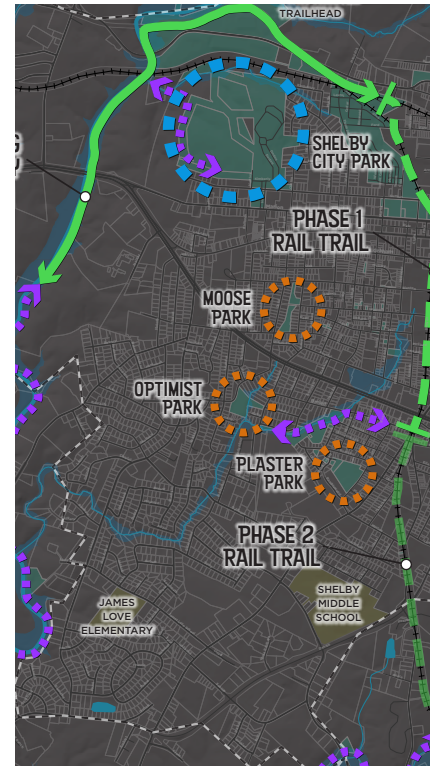 TRAILHEAD
SHELBY
CITY PARK
PHASE 1
RAIL TRAIL
MOOSE
PARK
OPTIMIST
PARK
PLASTER
PARK
PHASE 2
RAIL TRAIL
JAMES
LOVE
ELEMENTARY
SHELBY
MIDDLE
SCHOOL